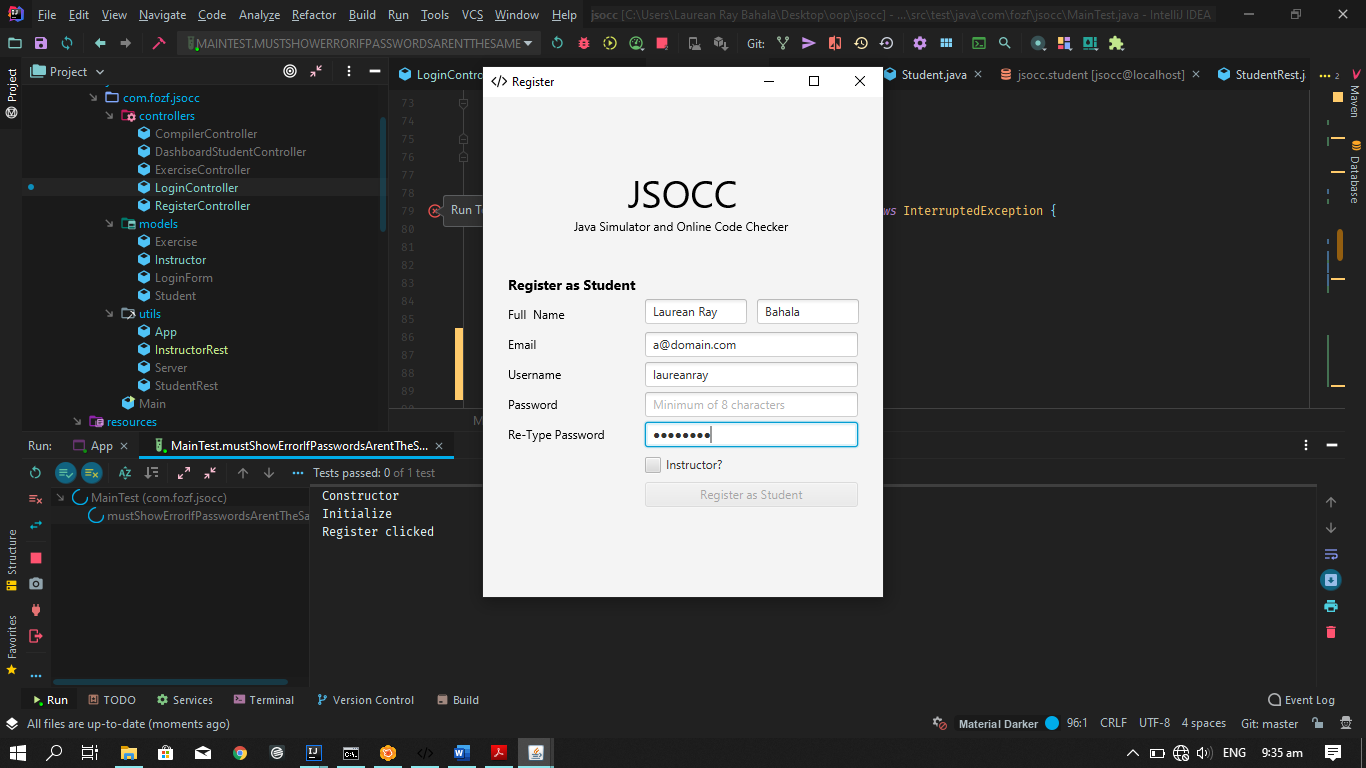 File Edit View Navigate Code Analyze Refactor Build Run Tools VCS Window Help jsocc [C:\Users\Laurean Ray Bahala\Desktop\oop\jsocc] - ...\src\test\java\com\fozf\jsocc\MainTest.java - IntelliJ IDEA
MAINTEST.MUSTSHOWERRORIFPASSWORDSARENTTHESAME Git:
Project
LoginContro
Student.java
jsocc.student [jsocc@localhost]
StudentRest.j
2
Project
com.fozf.jsocc
controllers
CompilerController
DashboardStudentController
ExerciseController
LoginController
RegisterController
models
Exercise
Instructor
LoginForm
Student
utils
App
InstructorRest
Server
StudentRest
Main
resources
73
74
75
76
77
78
79
80
81
82
83
84
85
86
87
88
89
Run T
ws InterruptedException {
M
Maven
Database
Register
JSOCC
Java Simulator and Online Code Checker
Register as Student
Full Name Laurean Ray Bahala
Email a@domain.com
Username laureanray
Password Minimum of 8 characters
Re-Type Password ●●●●●●●●
Instructor?
Register as Student
Run: App MainTest.mustShowErrorIfPasswordsArentTheS...
Tests passed: 0 of 1 test
MainTest (com.fozf.jsocc)
mustShowErrorIfPasswordsArentTheSa
Constructor
Initialize
Register clicked
Structure
Favorites
Run TODO Services Terminal Version Control Build Event Log
All files are up-to-date (moments ago) Material Darker 96:1 CRLF UTF-8 4 spaces Git: master
ENG 9:35 am